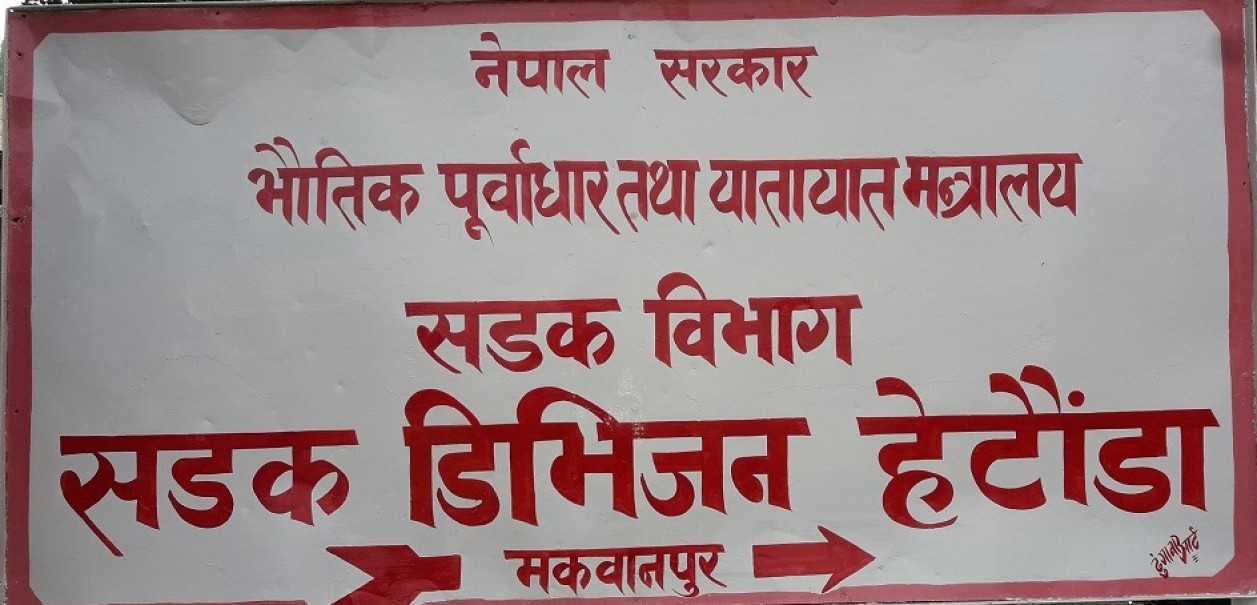 नेपाल सरकार
भौतिक पूर्वाधार तथा यातायात मन्त्रालय
सडक विभाग
सडक डिभिजन हेटौंडा
मकवानपुर